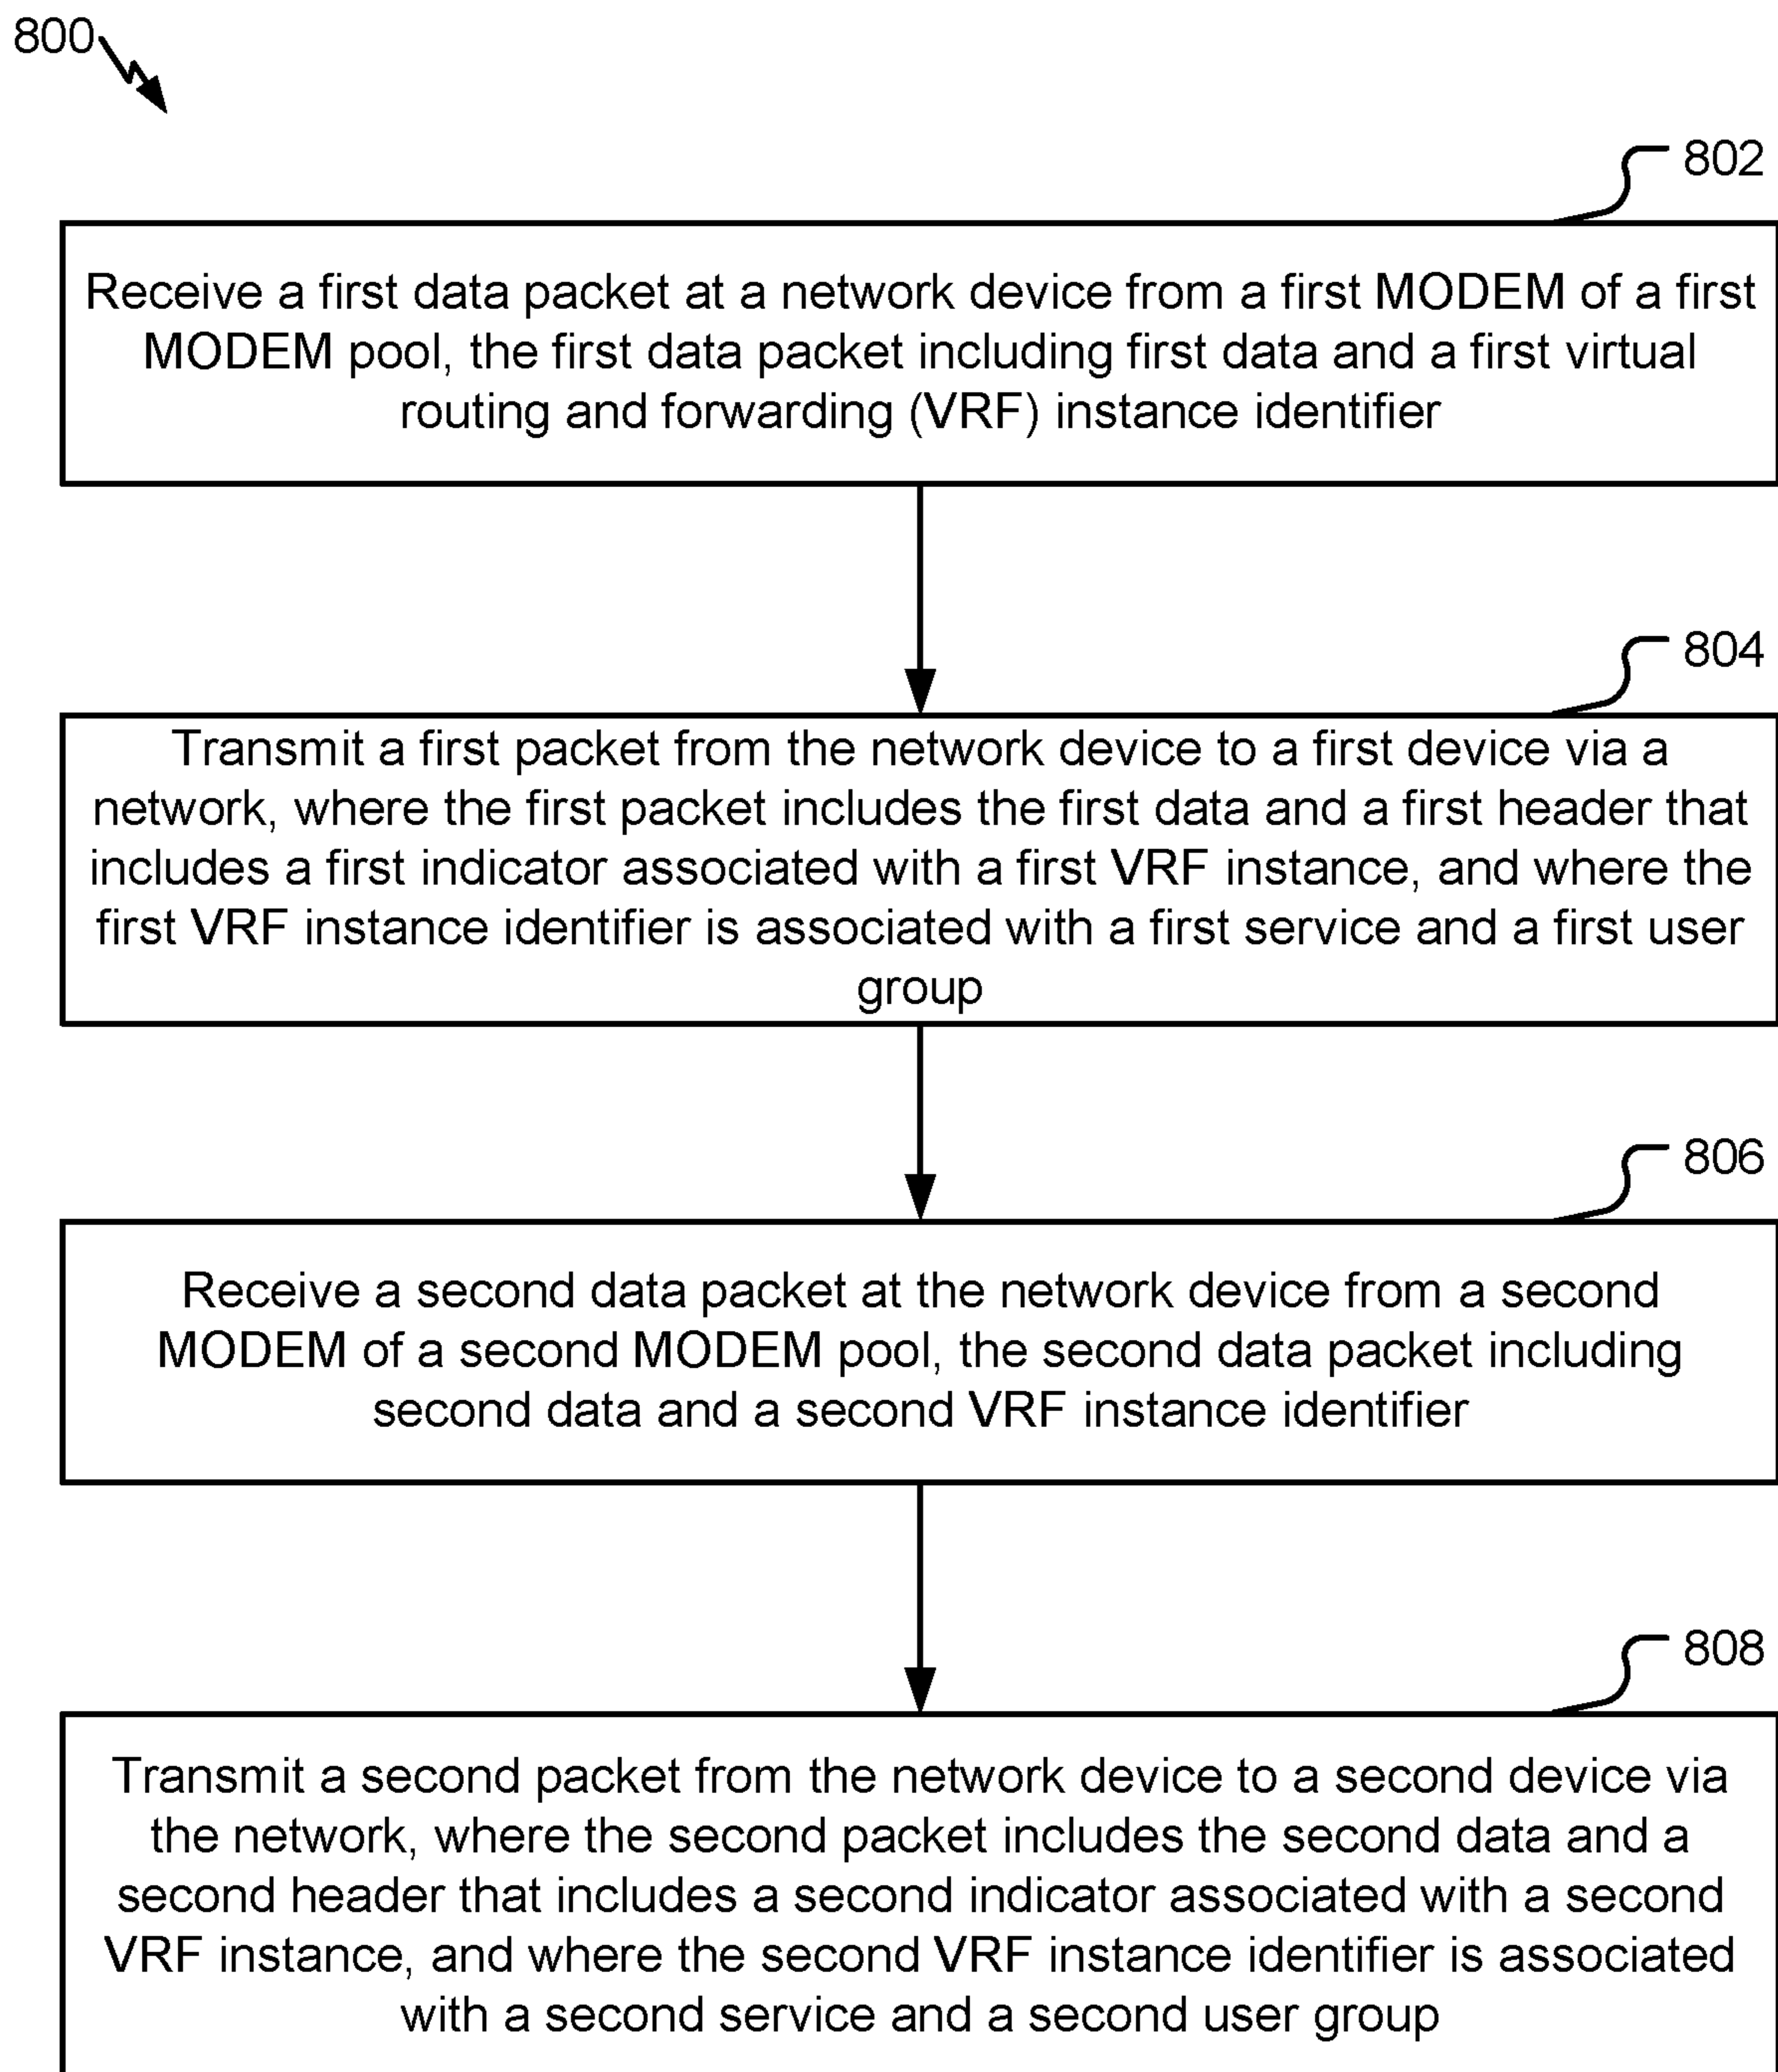 800
802
Receive a first data packet at a network device from a first MODEM of a first
MODEM pool, the first data packet including first data and a first virtual
routing and forwarding (VRF) instance identifier
804
Transmit a first packet from the network device to a first device via a
network, where the first packet includes the first data and a first header that
includes a first indicator associated with a first VRF instance, and where the
first VRF instance identifier is associated with a first service and a first user
group
806
Receive a second data packet at the network device from a second
MODEM of a second MODEM pool, the second data packet including
second data and a second VRF instance identifier
808
Transmit a second packet from the network device to a second device via
the network, where the second packet includes the second data and a
second header that includes a second indicator associated with a second
VRF instance, and where the second VRF instance identifier is associated
with a second service and a second user group